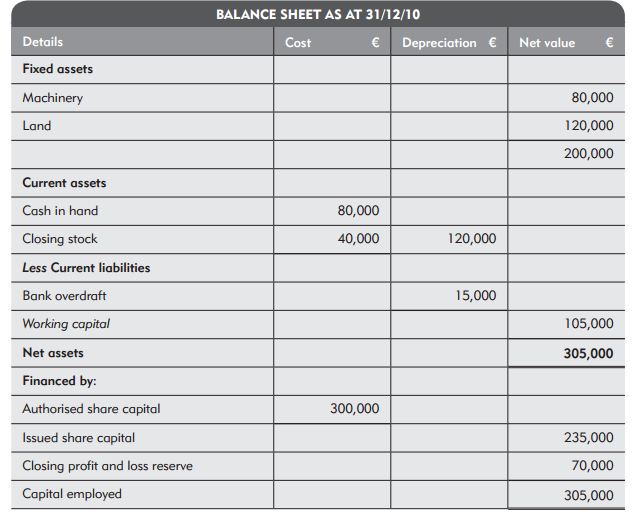 BALANCE SHEET AS AT 31/12/10
Details Cost € Depreciation € Net value €
Fixed assets
Machinery 80,000
Land 120,000
200,000
Current assets
Cash in hand 80,000
Closing stock 40,000 120,000
Less Current liabilities
Bank overdraft 15,000
Working capital 105,000
Net assets 305,000
Financed by:
Authorised share capital 300,000
Issued share capital 235,000
Closing profit and loss reserve 70,000
Capital employed 305,000